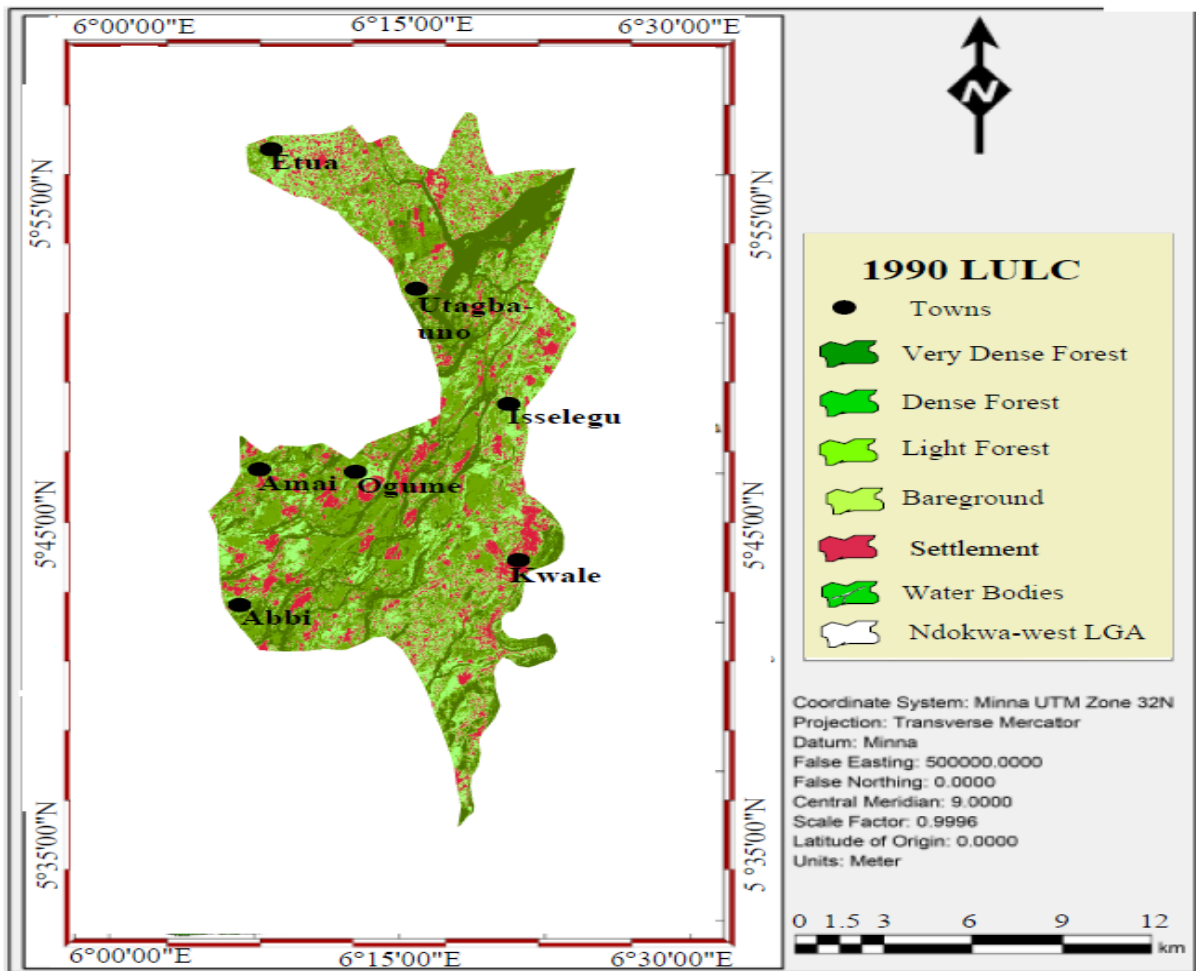 6°00'00"E 6°15'00"E 6°30'00"E
N
5°55'00"N
5°55'00"N
Etua
Utagba-
uno
Isselegu
Amai
Ogume
5°45'00"N
5°45'00"N
Kwale
Abbi
5°35'00"N
5°35'00"N
6°00'00"E 6°15'00"E 6°30'00"E
1990 LULC
Towns
Very Dense Forest
Dense Forest
Light Forest
Bareground
Settlement
Water Bodies
Ndokwa-west LGA
Coordinate System: Minna UTM Zone 32N
Projection: Transverse Mercator
Datum: Minna
False Easting: 500000.0000
False Northing: 0.0000
Central Meridian: 9.0000
Scale Factor: 0.9996
Latitude of Origin: 0.0000
Units: Meter
0 1.5 3 6 9 12
km